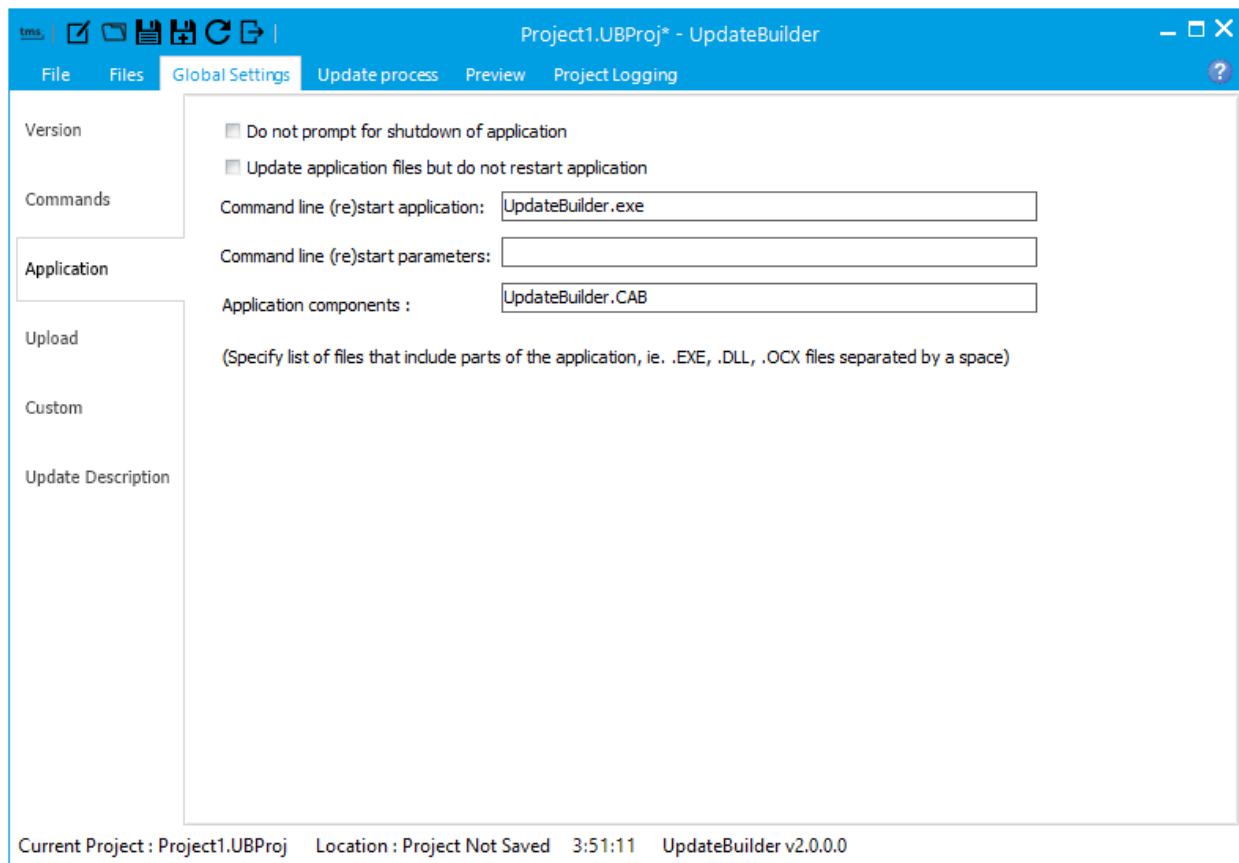 tms. Project1.UBProj* - UpdateBuilder
File Files Global Settings Update process Preview Project Logging ?
Version
Commands
Application
Upload
Custom
Update Description
Do not prompt for shutdown of application
Update application files but do not restart application
Command line (re)start application: UpdateBuilder.exe
Command line (re)start parameters:
Application components : UpdateBuilder.CAB
(Specify list of files that include parts of the application, ie. .EXE, .DLL, .OCX files separated by a space)
Current Project : Project1.UBProj Location : Project Not Saved 3:51:11 UpdateBuilder v2.0.0.0